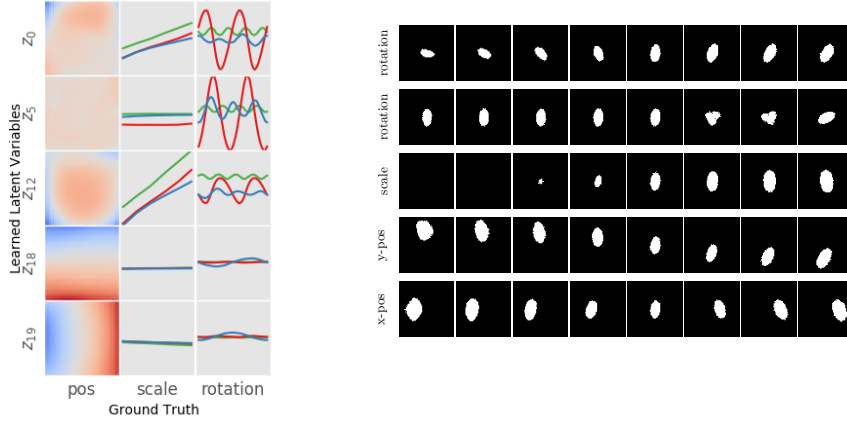 Learned Latent Variables
Z0
Z5
Z12
Z18
Z19
pos scale rotation
Ground Truth
rotation
rotation
scale
y-pos
x-pos